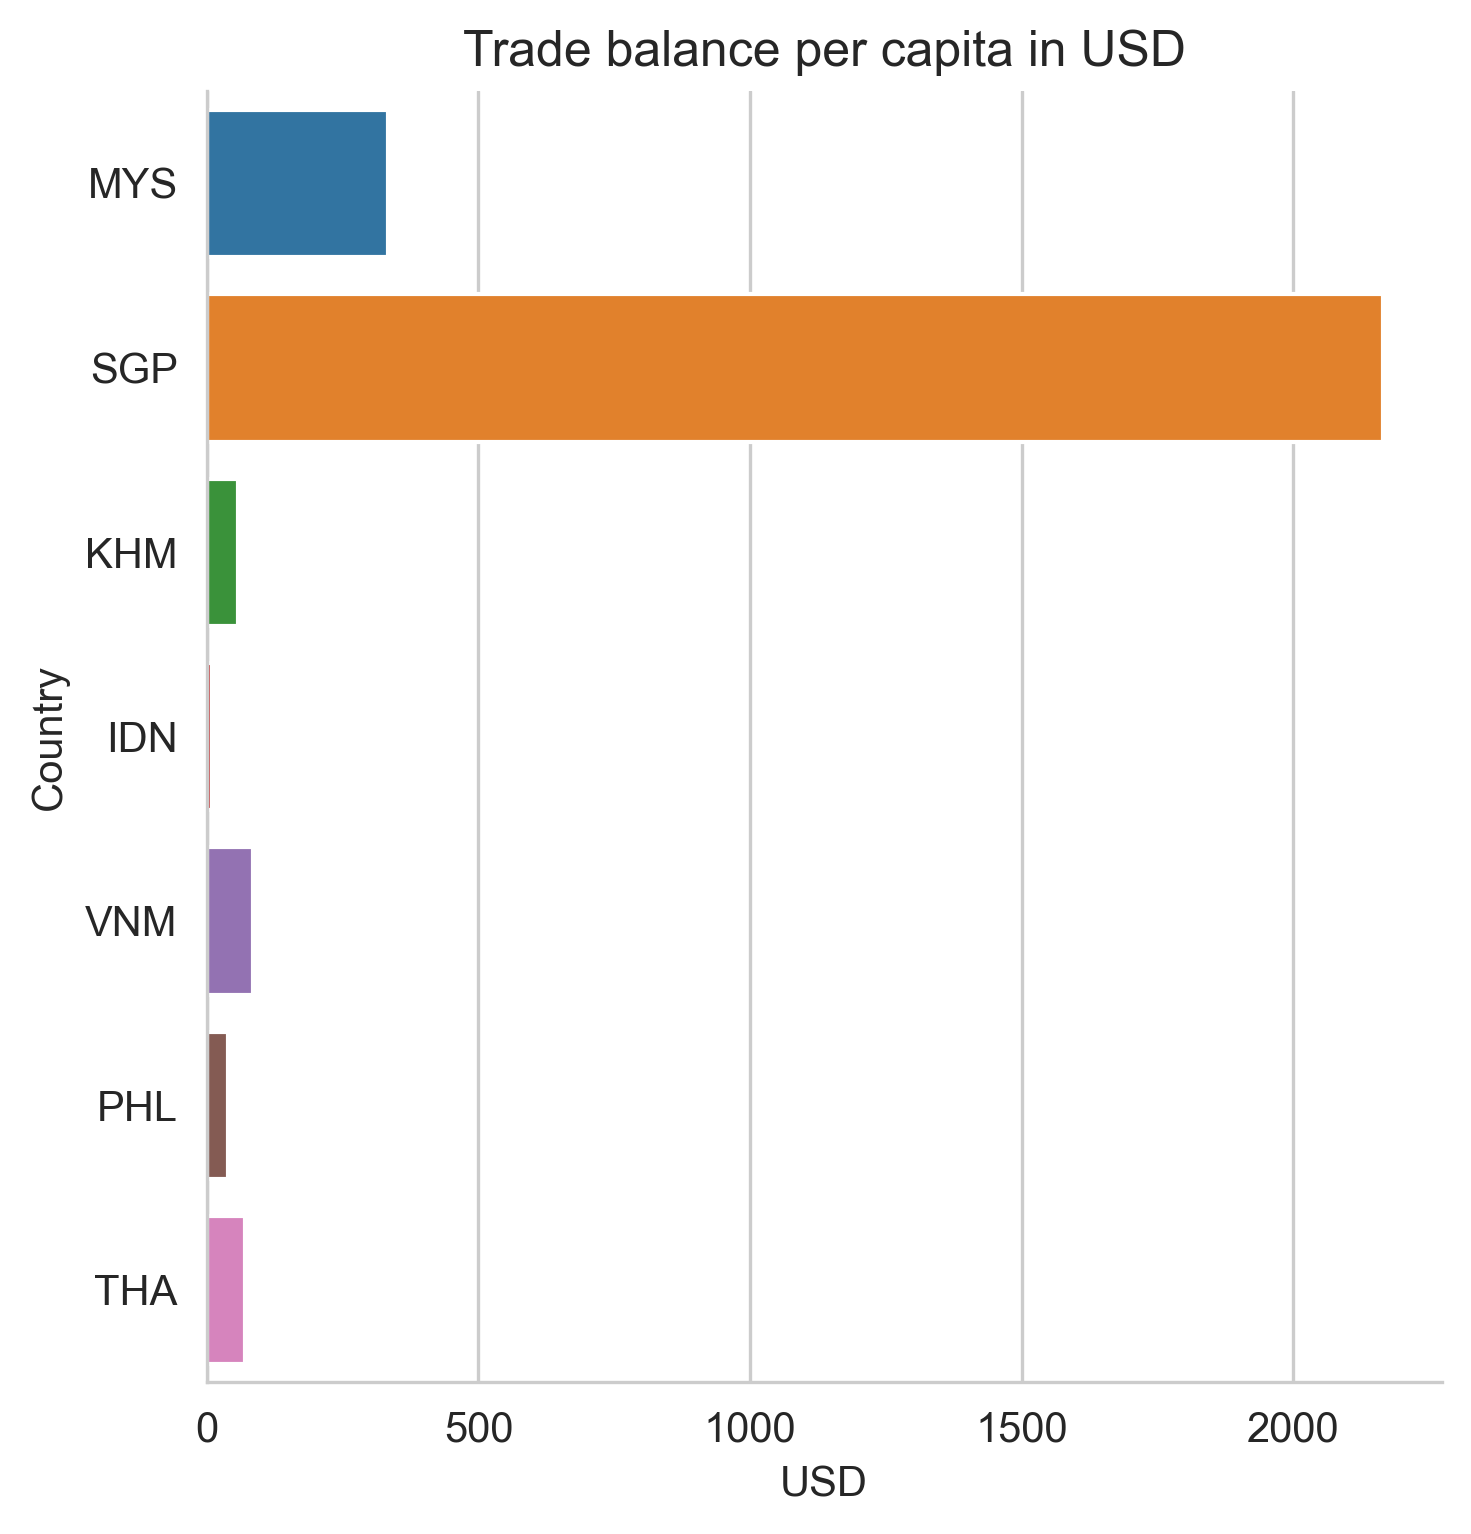 Trade balance per capita in USD
MYS
SGP
KHM
IDN
VNM
PHL
THA
Country
0 500 1000 1500 2000
USD